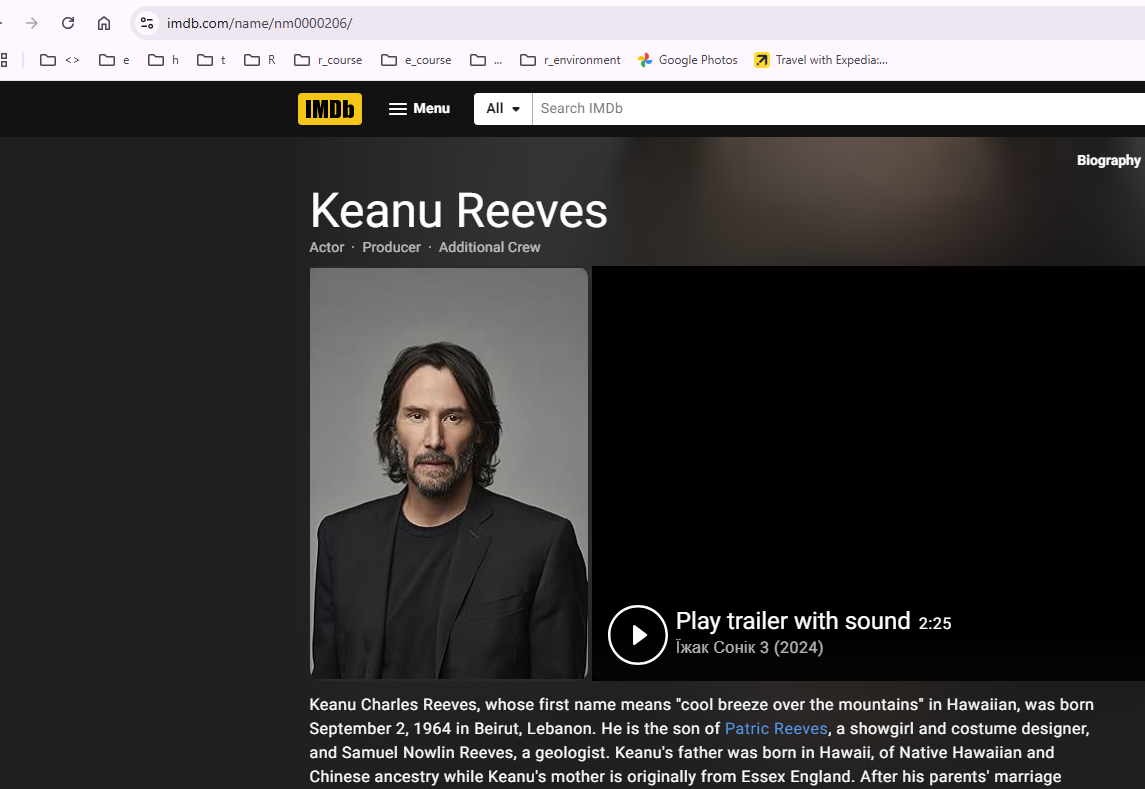 imdb.com/name/nm0000206/
<> e h t R r_course e_course ... r_environment Google Photos Travel with Expedia:...
IMDb Menu All Search IMDb
Biography
Keanu Reeves
Actor · Producer · Additional Crew
Play trailer with sound 2:25
Їжак Сонік 3 (2024)
Keanu Charles Reeves, whose first name means "cool breeze over the mountains" in Hawaiian, was born
September 2, 1964 in Beirut, Lebanon. He is the son of Patric Reeves, a showgirl and costume designer,
and Samuel Nowlin Reeves, a geologist. Keanu's father was born in Hawaii, of Native Hawaiian and
Chinese ancestry while Keanu's mother is originally from Essex England. After his parents' marriage